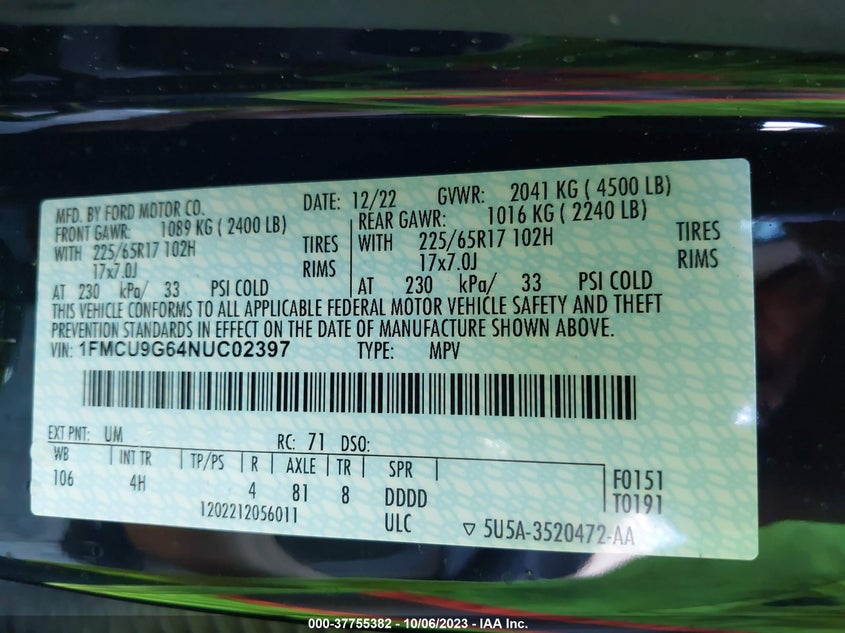 MFD. BY FORD MOTOR CO. DATE: 12/22 GVWR: 2041 KG ( 4500 LB)
FRONT GAWR: 1089 KG ( 2400 LB) REAR GAWR: 1016 KG ( 2240 LB)
WITH 225/65R17 102H TIRES WITH 225/65R17 102H TIRES
17x7.0J RIMS 17x7.0J RIMS
AT 230 kPa/ 33 PSI COLD AT 230 kPa/ 33 PSI COLD
THIS VEHICLE CONFORMS TO ALL APPLICABLE FEDERAL MOTOR VEHICLE SAFETY AND THEFT
PREVENTION STANDARDS IN EFFECT ON THE DATE OF MANUFACTURE SHOWN ABOVE.
VIN: 1FMCU9G64NUC02397 TYPE: MPV
EXT PNT: UM RC: 71 DSO:
WB INT TR TP/PS R AXLE TR SPR
106 4H 4 81 8 DDDD F0151
T0191
1202212056011 ULC 5U5A-3520472-AA
000-37755382 - 10/06/2023 - IAA Inc.